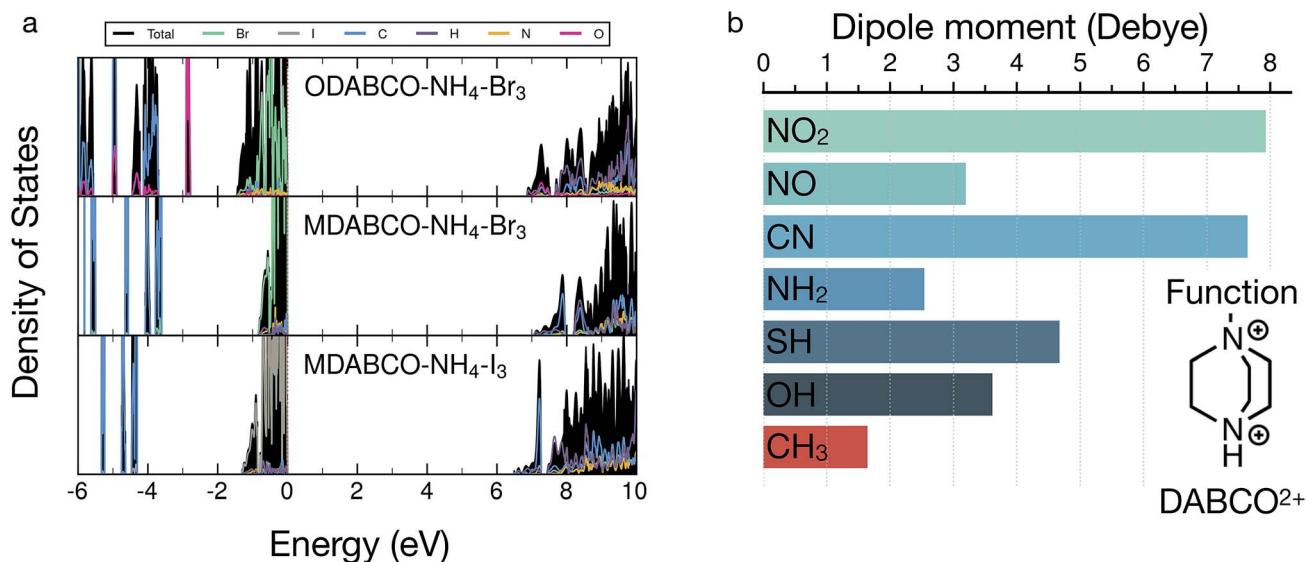 a
Total Br I C H N O
ODABCO-NH₄-Br₃
MDABCO-NH₄-Br₃
MDABCO-NH₄-I₃
Density of States
-6 -4 -2 0 2 4 6 8 10
Energy (eV)
b
Dipole moment (Debye)
0 1 2 3 4 5 6 7 8
NO₂
NO
CN
NH₂
SH
OH
CH₃
Function
N ⊕
N ⊕
H
DABCO²⁺